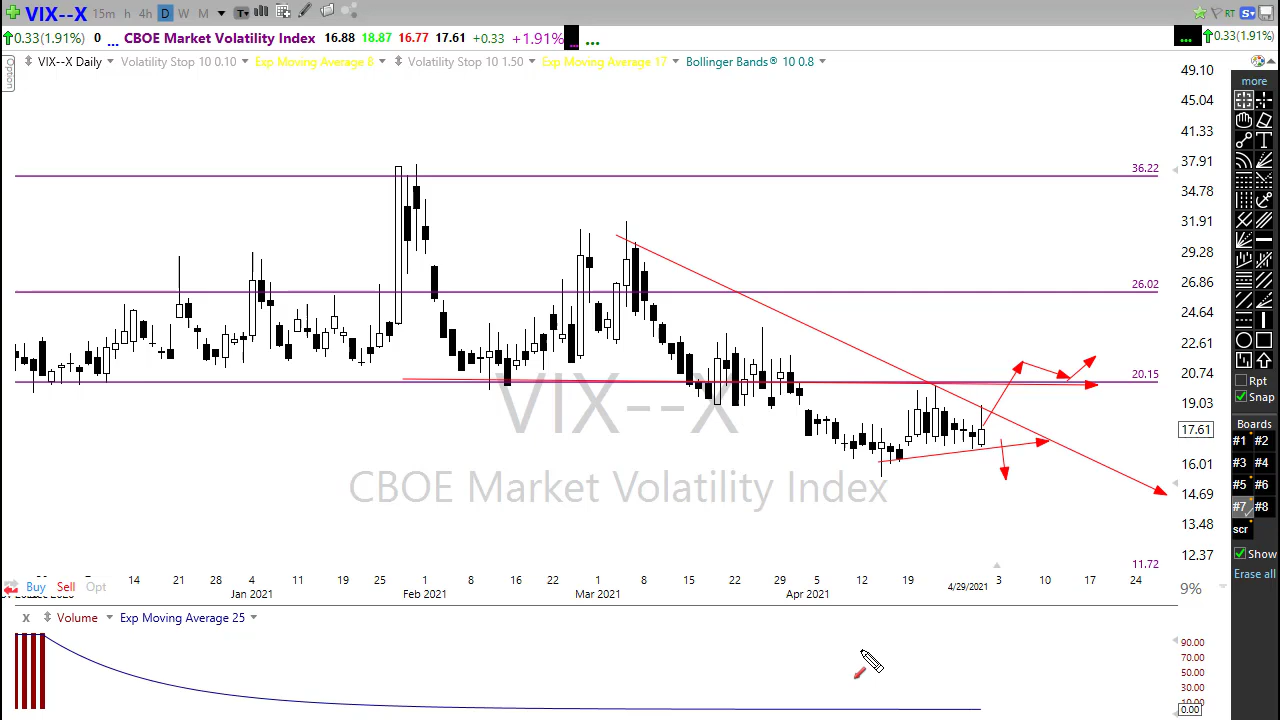 VIX--X 15m h 4h D W M T RT S
0.33(1.91%) 0 ... CBOE Market Volatility Index 16.88 18.87 16.77 17.61 +0.33 +1.91% ... ... ... 0.33(1.91%)
Option
VIX--X Daily Volatility Stop 10 0.10 Exp Moving Average 8 Volatility Stop 10 1.50 Exp Moving Average 17 Bollinger Bands® 10 0.8
49.10
45.04
41.33
37.91
36.22
34.78
31.91
29.28
26.86
26.02
24.64
22.61
20.74
20.15
19.03
17.61
16.01
14.69
13.48
12.37
11.72
VIX--X
CBOE Market Volatility Index
more
T
Rpt
Snap
Boards
#1 #2
#3 #4
#5 #6
#7 #8
scr
Show
Erase all
14 21 28 4 11 19 25 1 8 16 22 1 8 15 22 29 5 12 19 4/29/2021 3 10 17 24
Jan 2021 Feb 2021 Mar 2021 Apr 2021
Buy Sell Opt
9%
x Volume Exp Moving Average 25
90.00
70.00
50.00
30.00
10.00
0.00